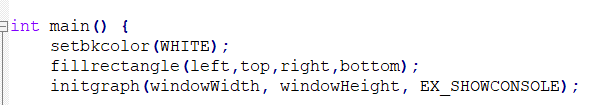 int main() {
    setbkcolor(WHITE);
    fillrectangle(left,top,right,bottom);
    initgraph(windowWidth, windowHeight, EX_SHOWCONSOLE);